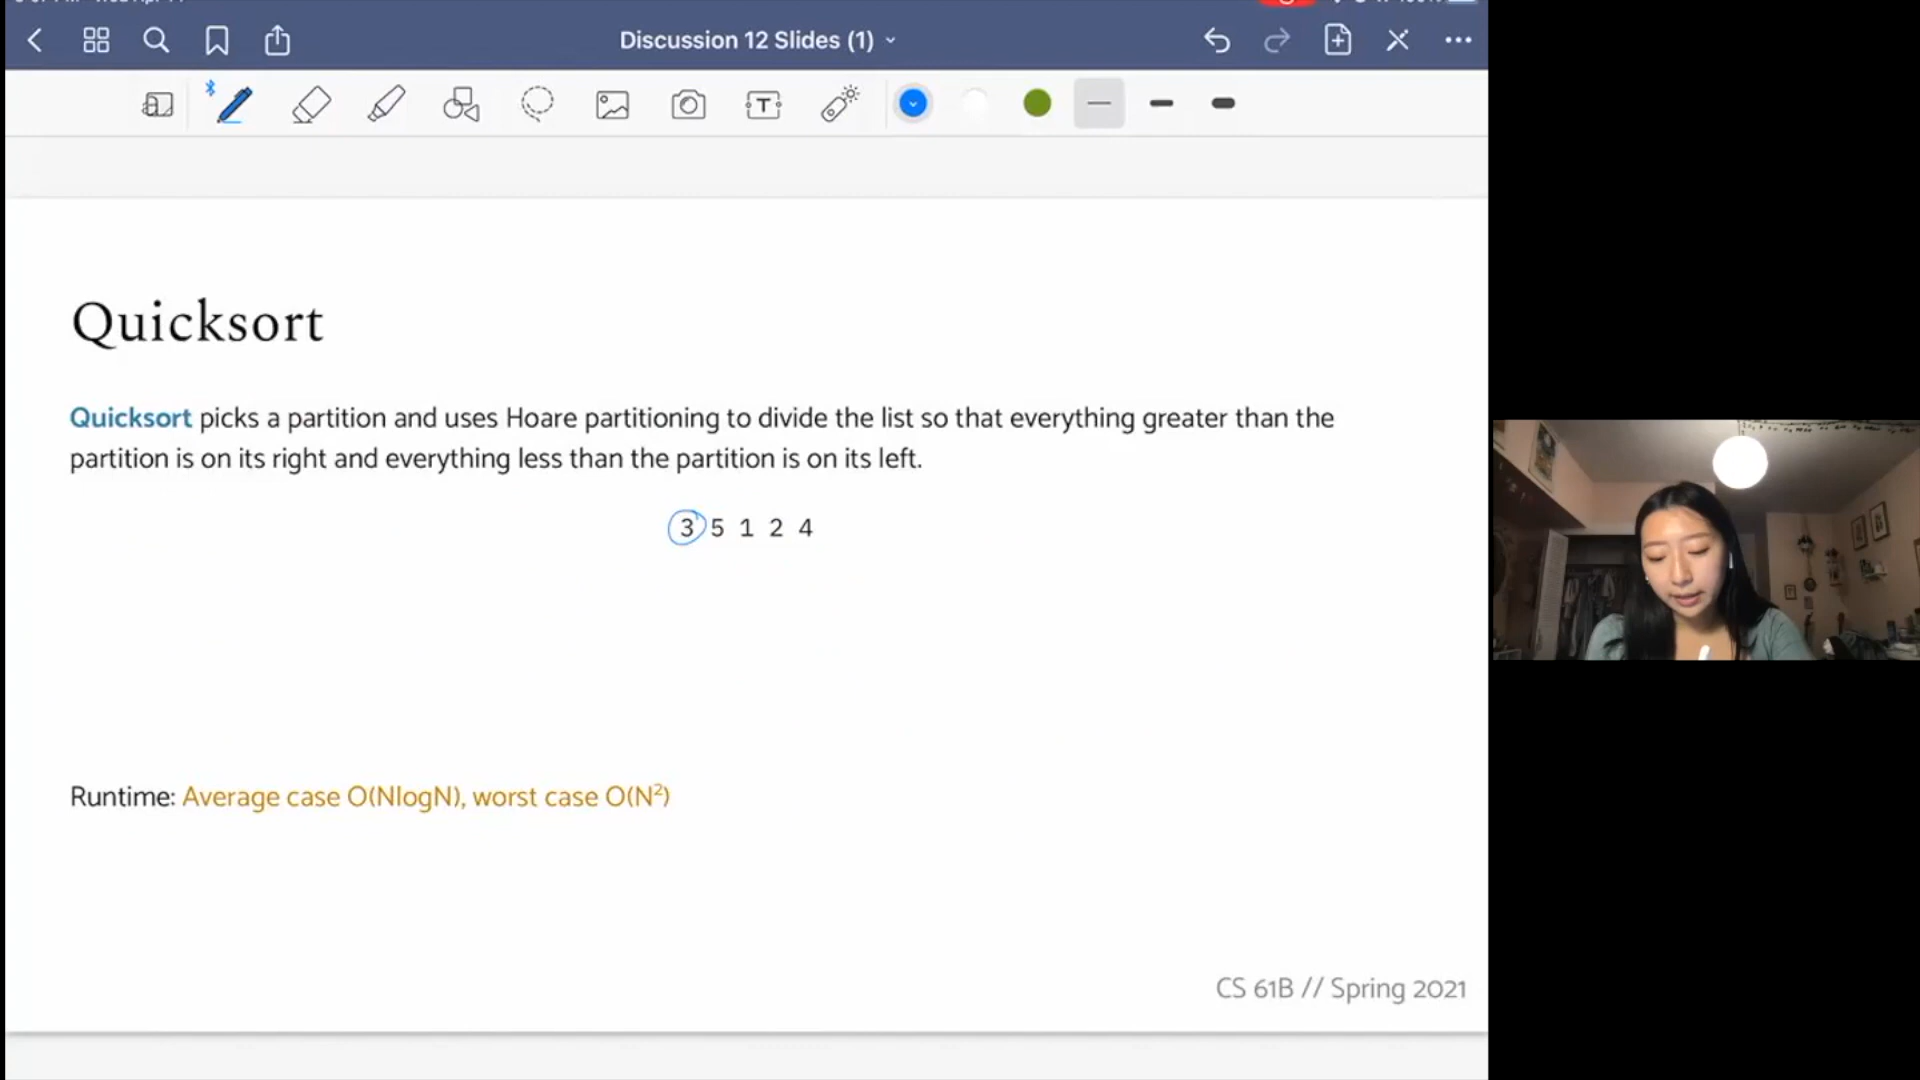 Discussion 12 Slides (1)
Quicksort
Quicksort picks a partition and uses Hoare partitioning to divide the list so that everything greater than the
partition is on its right and everything less than the partition is on its left.
3 5 1 2 4
Runtime: Average case O(NlogN), worst case O(N²)
CS 61B // Spring 2021